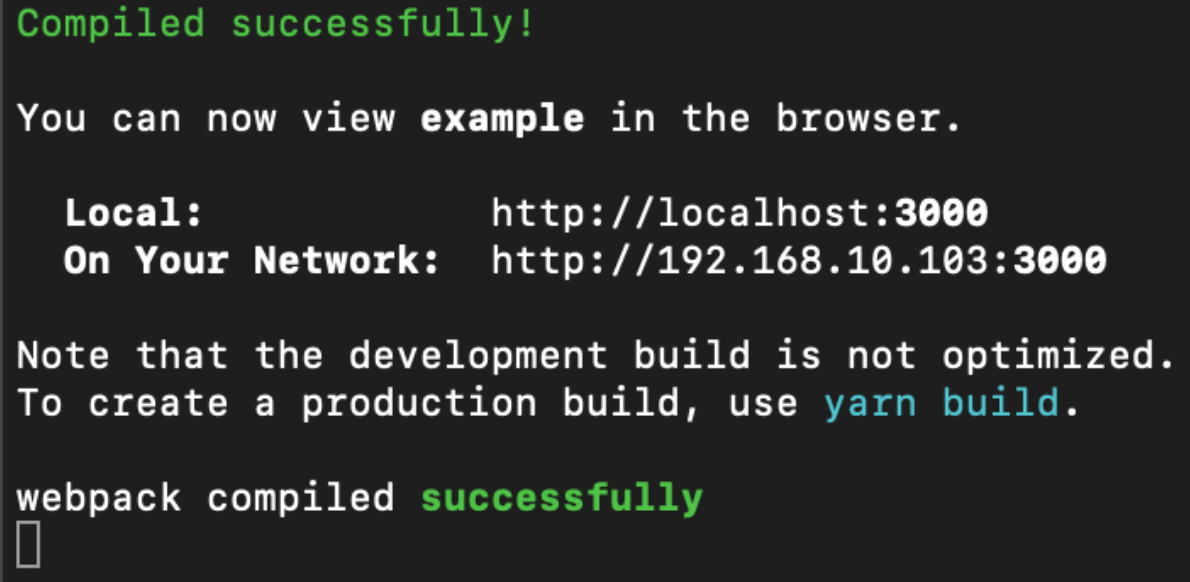 Compiled successfully!
You can now view example in the browser.
Local: http://localhost:3000
On Your Network: http://192.168.10.103:3000
Note that the development build is not optimized.
To create a production build, use yarn build.
webpack compiled successfully